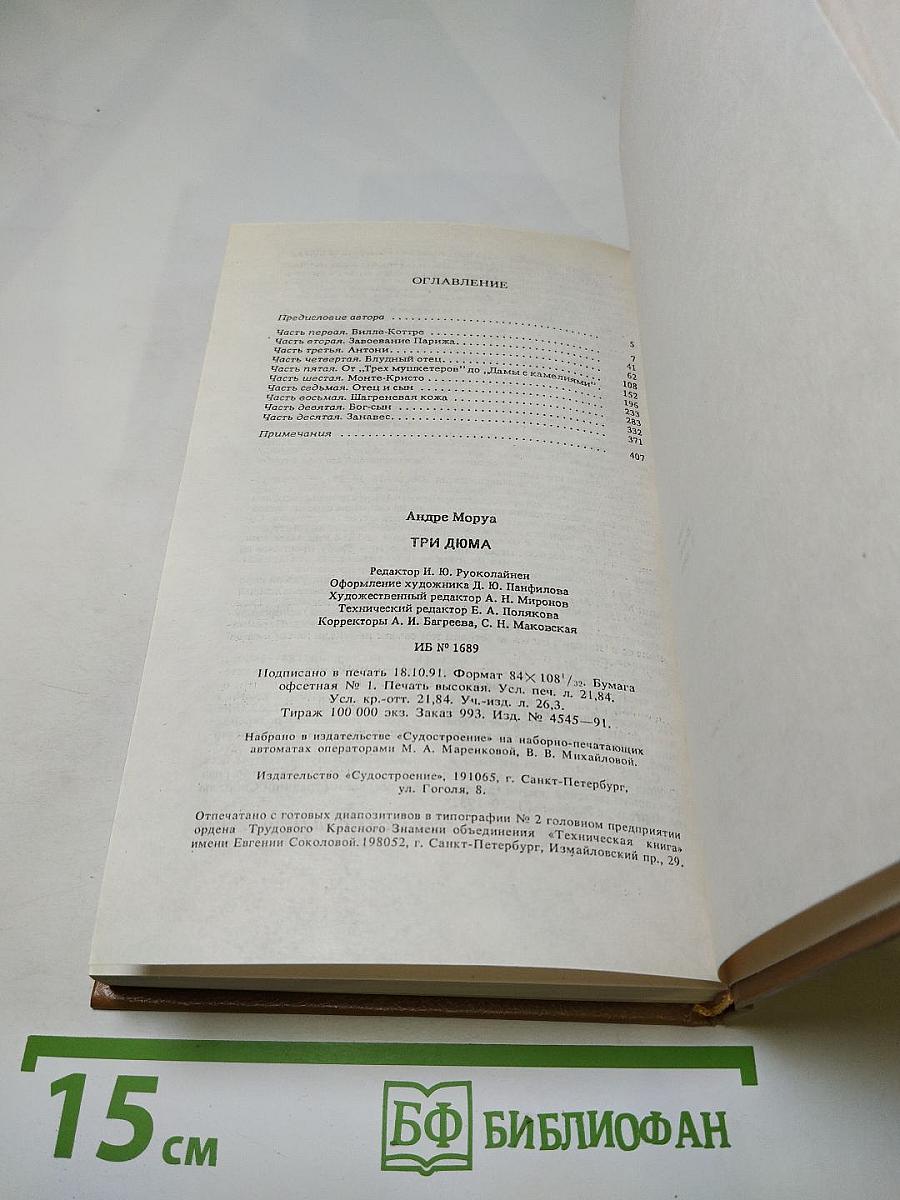 ОГЛАВЛЕНИЕ
Предисловие автора . . . . . . . . . . . . . . . . . . . . . . . . . 5
Часть первая. Вилле-Коттре . . . . . . . . . . . . . . . . . . . . . 7
Часть вторая. Завоевание Парижа. . . . . . . . . . . . . . . . . . . 41
Часть третья. Антони. . . . . . . . . . . . . . . . . . . . . . . . 62
Часть четвертая. Блудный отец. . . . . . . . . . . . . . . . . . . . 108
Часть пятая. От „Трех мушкетеров" до „Дамы с камелиями". 152
Часть шестая. Монте-Кристо . . . . . . . . . . . . . . . . . . . . . 196
Часть седьмая. Отец и сын . . . . . . . . . . . . . . . . . . . . . 233
Часть восьмая. Шагреневая кожа . . . . . . . . . . . . . . . . . . . 283
Часть девятая. Бог-сын . . . . . . . . . . . . . . . . . . . . . . . 332
Часть десятая. Занавес. . . . . . . . . . . . . . . . . . . . . . . 371
Примечания . . . . . . . . . . . . . . . . . . . . . . . . . . . . . 407
Андре Моруа
ТРИ ДЮМА
Редактор И. Ю. Руоколайнен
Оформление художника Д. Ю. Панфилова
Художественный редактор А. Н. Миронов
Технический редактор Е. А. Полякова
Корректоры А. И. Багреева, С. Н. Маковская
ИБ № 1689
Подписано в печать 18.10.91. Формат 84×108¹/₃₂. Бумага
офсетная № 1. Печать высокая. Усл. печ. л. 21,84.
Усл. кр.-отт. 21,84. Уч.-изд. л. 26,3.
Тираж 100 000 экз. Заказ 993. Изд. № 4545—91.
Набрано в издательстве «Судостроение» на наборно-печатающих
автоматах операторами М. А. Маренковой, В. В. Михайловой.
Издательство «Судостроение», 191065, г. Санкт-Петербург,
ул. Гоголя, 8.
Отпечатано с готовых диапозитивов в типографии № 2 головном предприятии
ордена Трудового Красного Знамени объединения «Техническая книга»
имени Евгении Соколовой. 198052, г. Санкт-Петербург, Измайловский пр., 29.
15 см
БФ БИБЛИОФАН